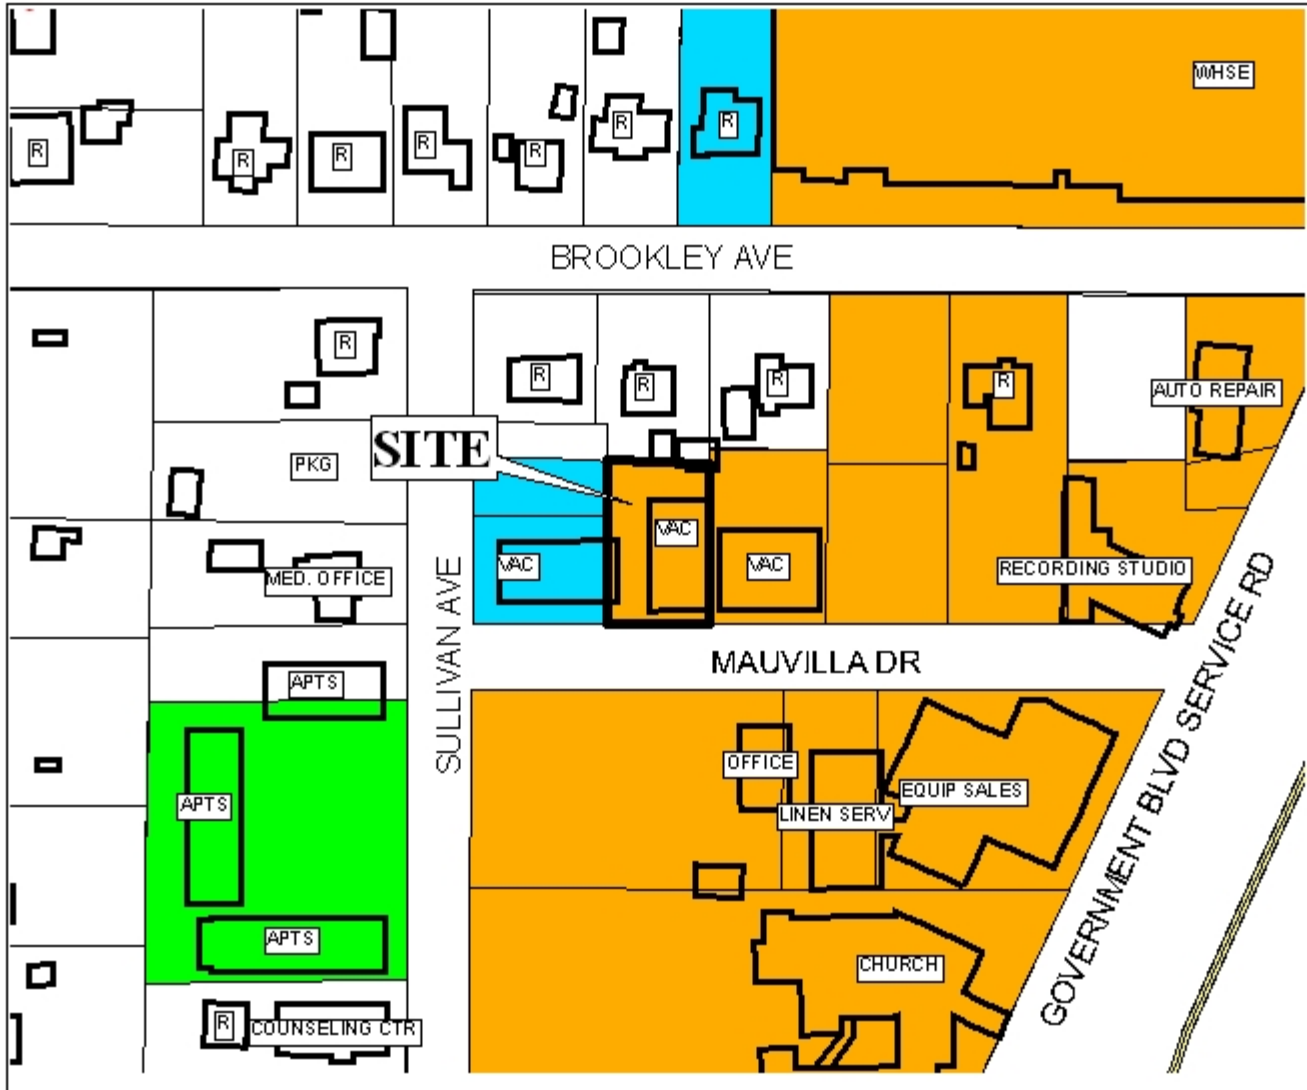 WHSE
R
R
R
R
R
R
R
BROOKLEY AVE
R
R
R
R
R
AUTO REPAIR
SITE
PKG
VAC
VAC
VAC
MED. OFFICE
RECORDING STUDIO
SULLIVAN AVE
MAUVILLA DR
GOVERNMENT BLVD SERVICE RD
APTS
OFFICE
EQUIP SALES
APTS
LINEN SERV
APTS
CHURCH
R
COUNSELING CTR